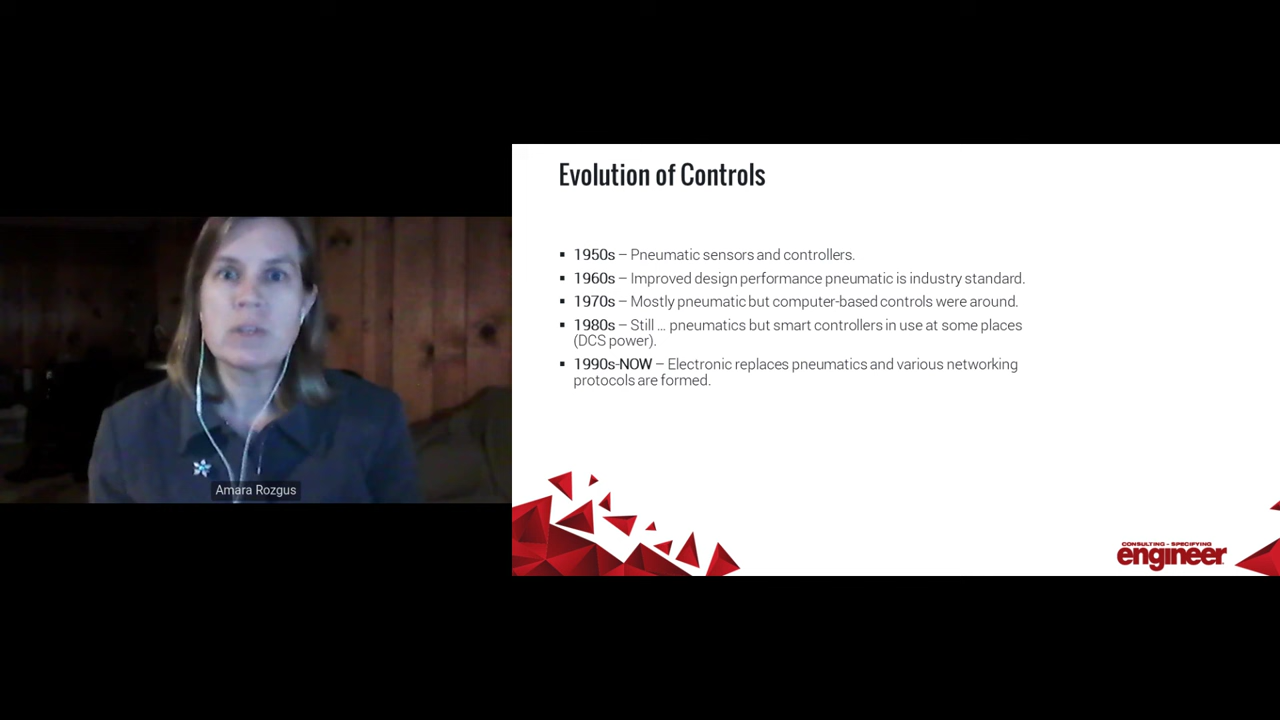 Evolution of Controls
▪ 1950s – Pneumatic sensors and controllers.
▪ 1960s – Improved design performance pneumatic is industry standard.
▪ 1970s – Mostly pneumatic but computer-based controls were around.
▪ 1980s – Still ... pneumatics but smart controllers in use at some places
(DCS power).
▪ 1990s-NOW – Electronic replaces pneumatics and various networking
protocols are formed.
Amara Rozgus
CONSULTING - SPECIFYING
engineer